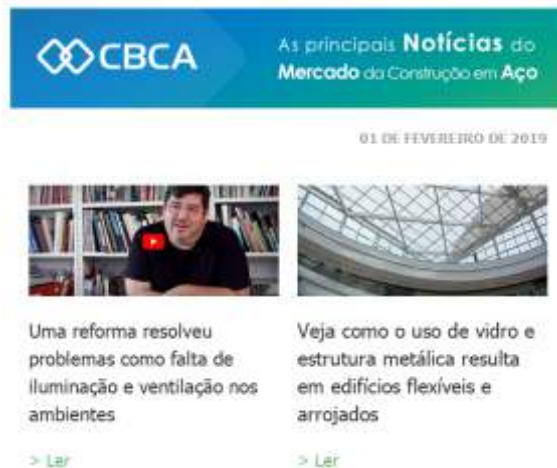 CBCA
As principais Notícias do
Mercado da Construção em Aço
01 DE FEVEREIRO DE 2019
Uma reforma resolveu
problemas como falta de
iluminação e ventilação nos
ambientes
> Ler
Veja como o uso de vidro e
estrutura metálica resulta
em edifícios flexíveis e
arrojados
> Ler